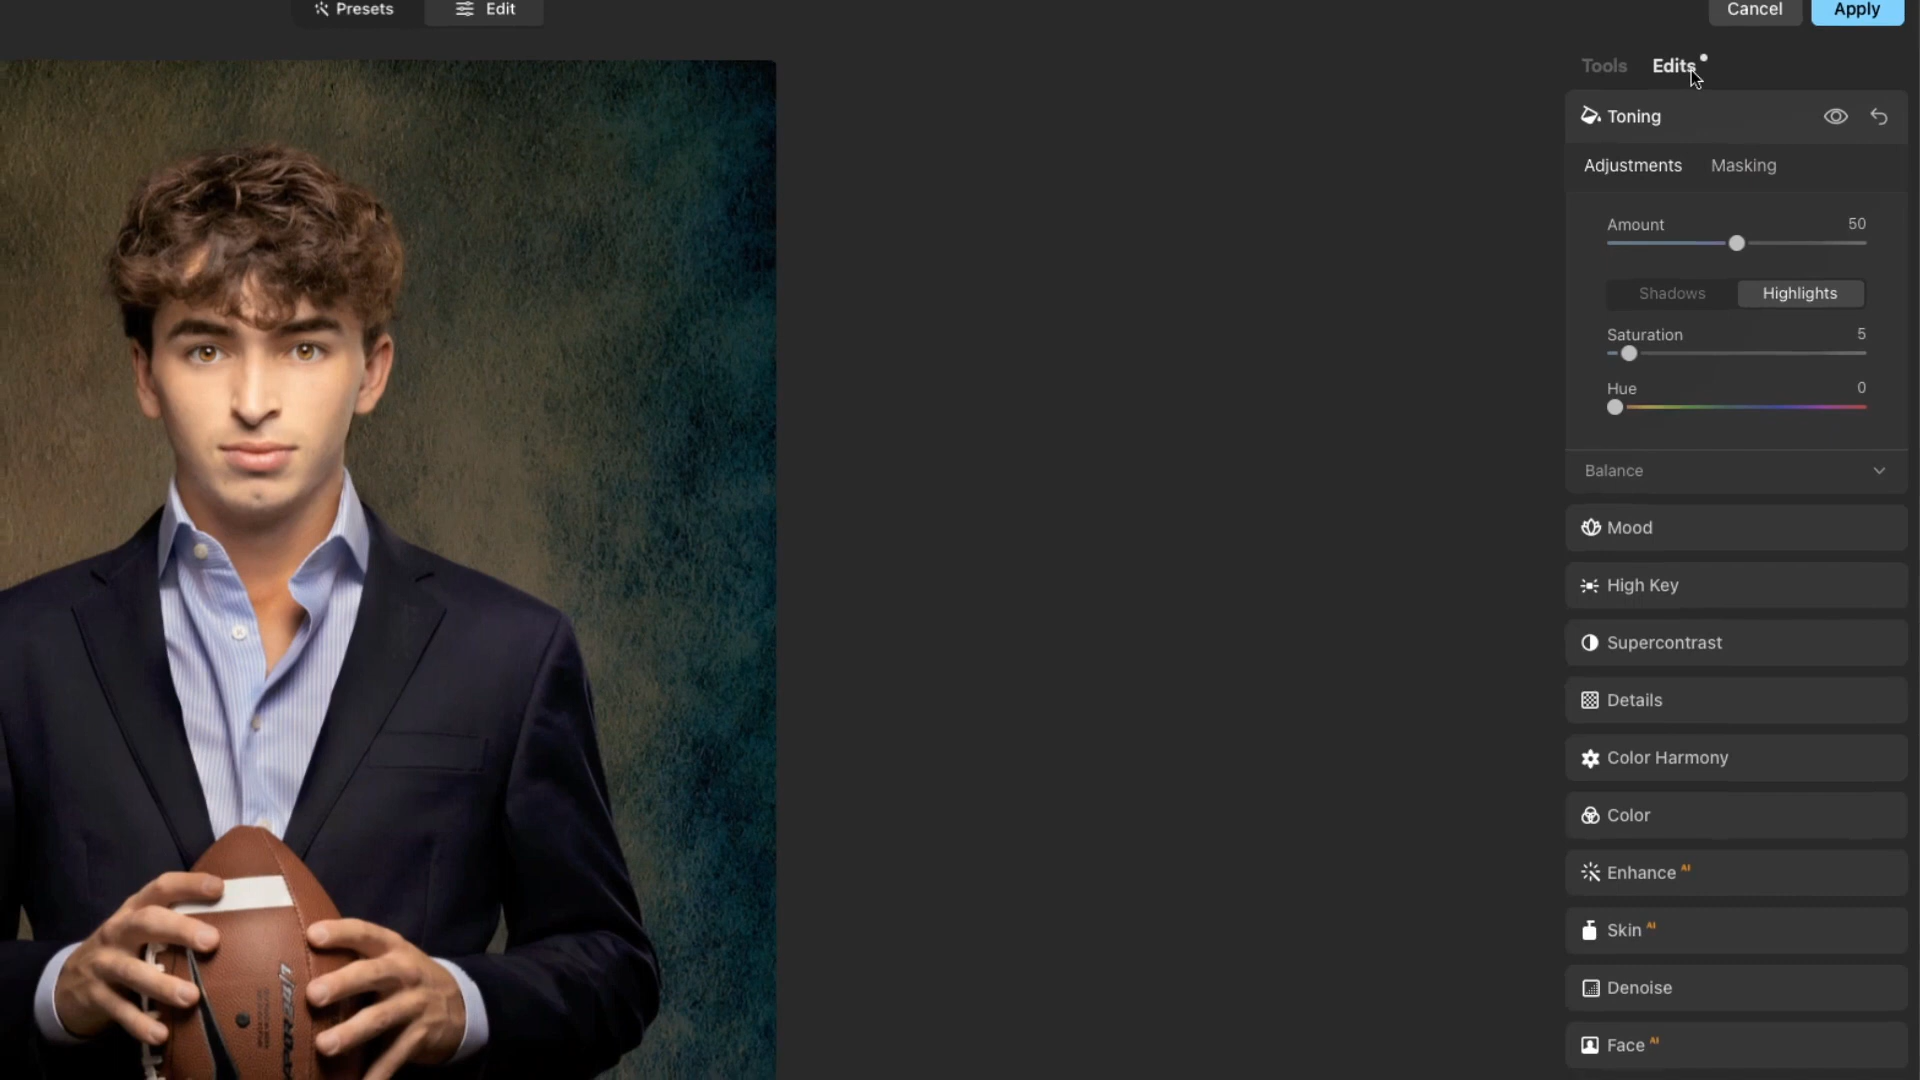 Presets
Edit
Cancel
Apply
Tools
Edits
Toning
Adjustments
Masking
Amount
50
Shadows
Highlights
Saturation
5
Hue
0
Balance
Mood
High Key
Supercontrast
Details
Color Harmony
Color
Enhance AI
Skin AI
Denoise
Face AI